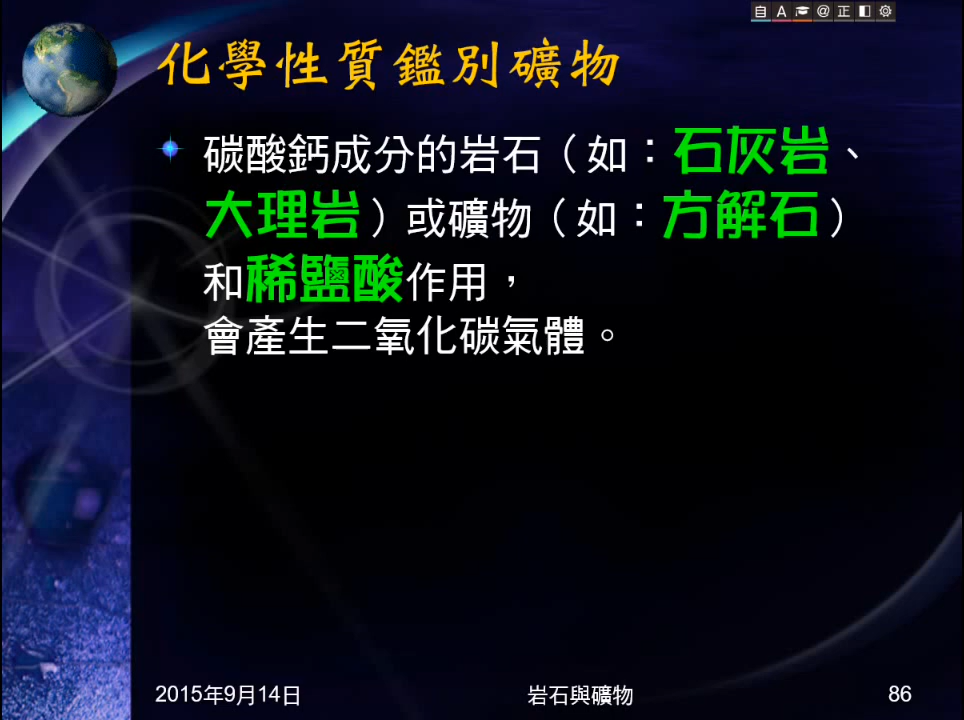 自 A @ 正
化學性質鑑別礦物
碳酸鈣成分的岩石（如：石灰岩、
大理岩）或礦物（如：方解石）
和稀鹽酸作用，
會產生二氧化碳氣體。
2015年9月14日 岩石與礦物 86